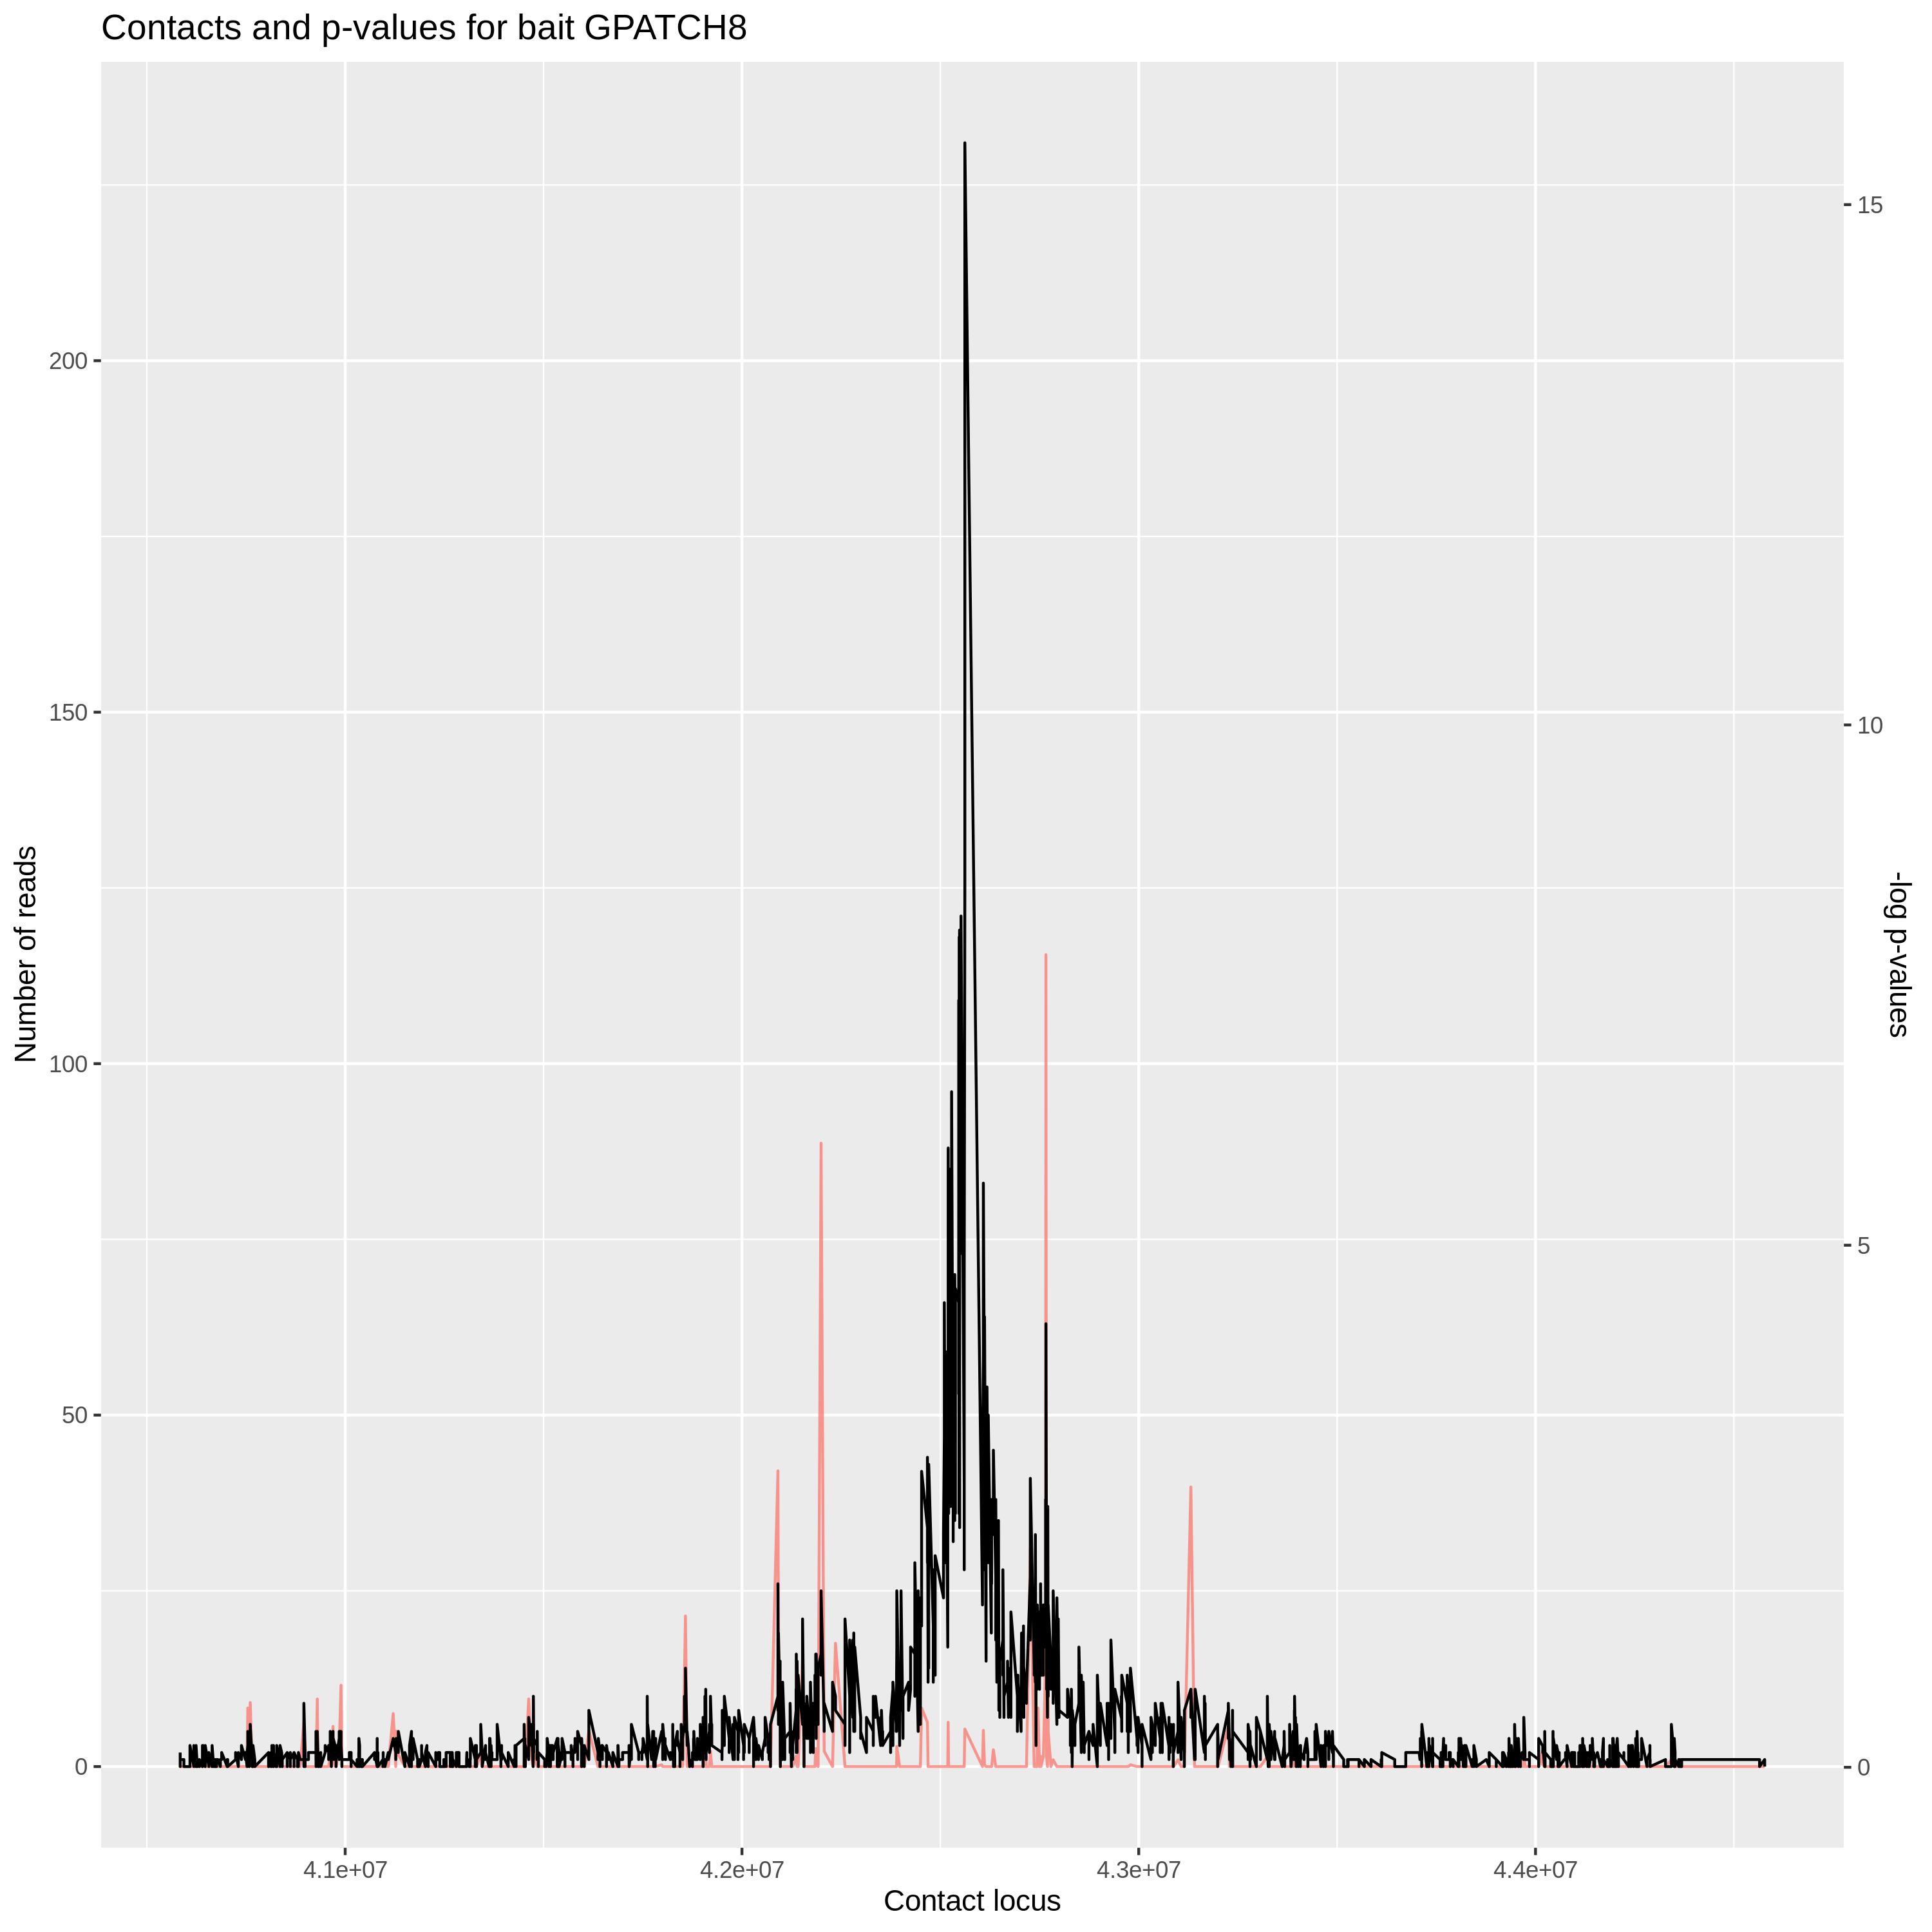 Contacts and p-values for bait GPATCH8
Number of reads
200
150
100
50
0
15
10
5
0
-log p-values
4.1e+07
4.2e+07
4.3e+07
4.4e+07
Contact locus